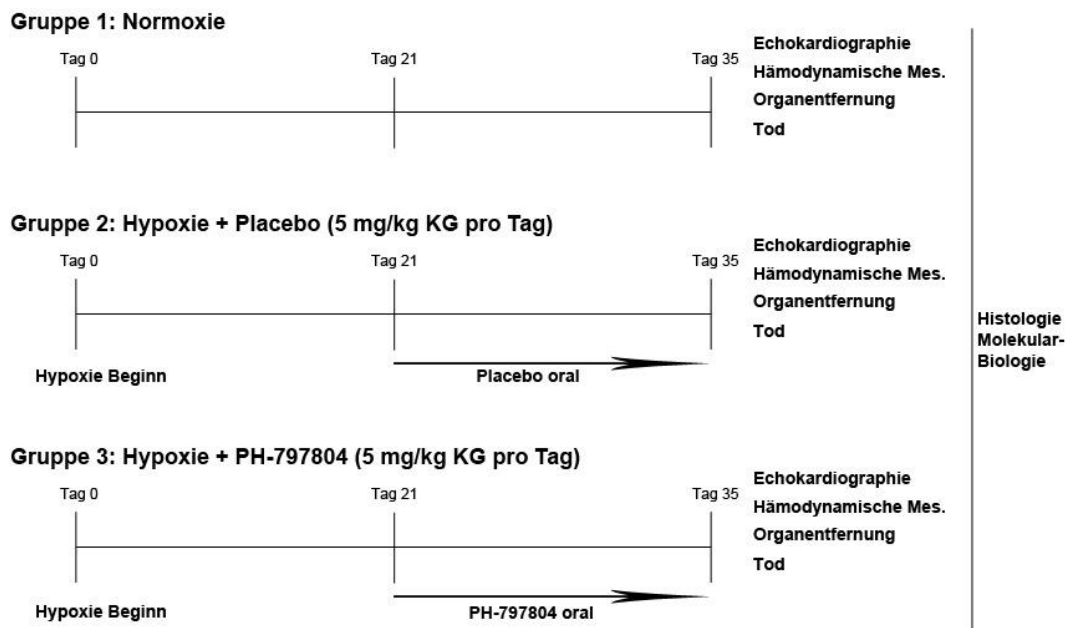 Gruppe 1: Normoxie
Tag 0
Tag 21
Tag 35
Echokardiographie
Hämodynamische Mes.
Organentfernung
Tod
Gruppe 2: Hypoxie + Placebo (5 mg/kg KG pro Tag)
Tag 0
Tag 21
Tag 35
Echokardiographie
Hämodynamische Mes.
Organentfernung
Tod
Hypoxie Beginn
Placebo oral
Gruppe 3: Hypoxie + PH-797804 (5 mg/kg KG pro Tag)
Tag 0
Tag 21
Tag 35
Echokardiographie
Hämodynamische Mes.
Organentfernung
Tod
Hypoxie Beginn
PH-797804 oral
Histologie
Molekular-
Biologie